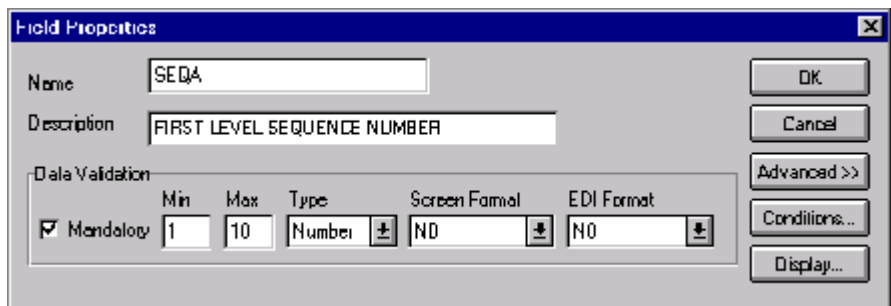 Field Properties
Name SEQA
Description FIRST LEVEL SEQUENCE NUMBER
Data Validation
Min Max Type Screen Format EDI Format
Mandatory 1 10 Number N0 N0
OK
Cancel
Advanced >>
Conditions...
Display...